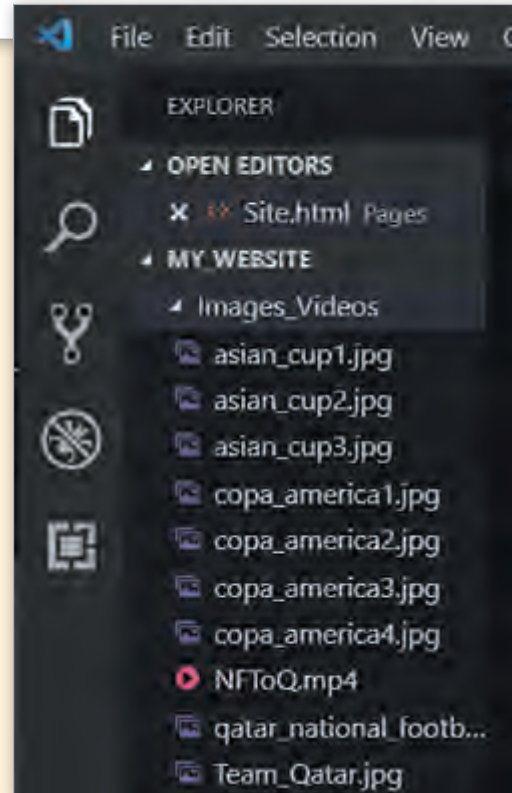 File Edit Selection View
EXPLORER
OPEN EDITORS
Site.html Pages
MY_WEBSITE
Images_Videos
asian_cup1.jpg
asian_cup2.jpg
asian_cup3.jpg
copa_america1.jpg
copa_america2.jpg
copa_america3.jpg
copa_america4.jpg
NFToQ.mp4
qatar_national_footb...
Team_Qatar.jpg